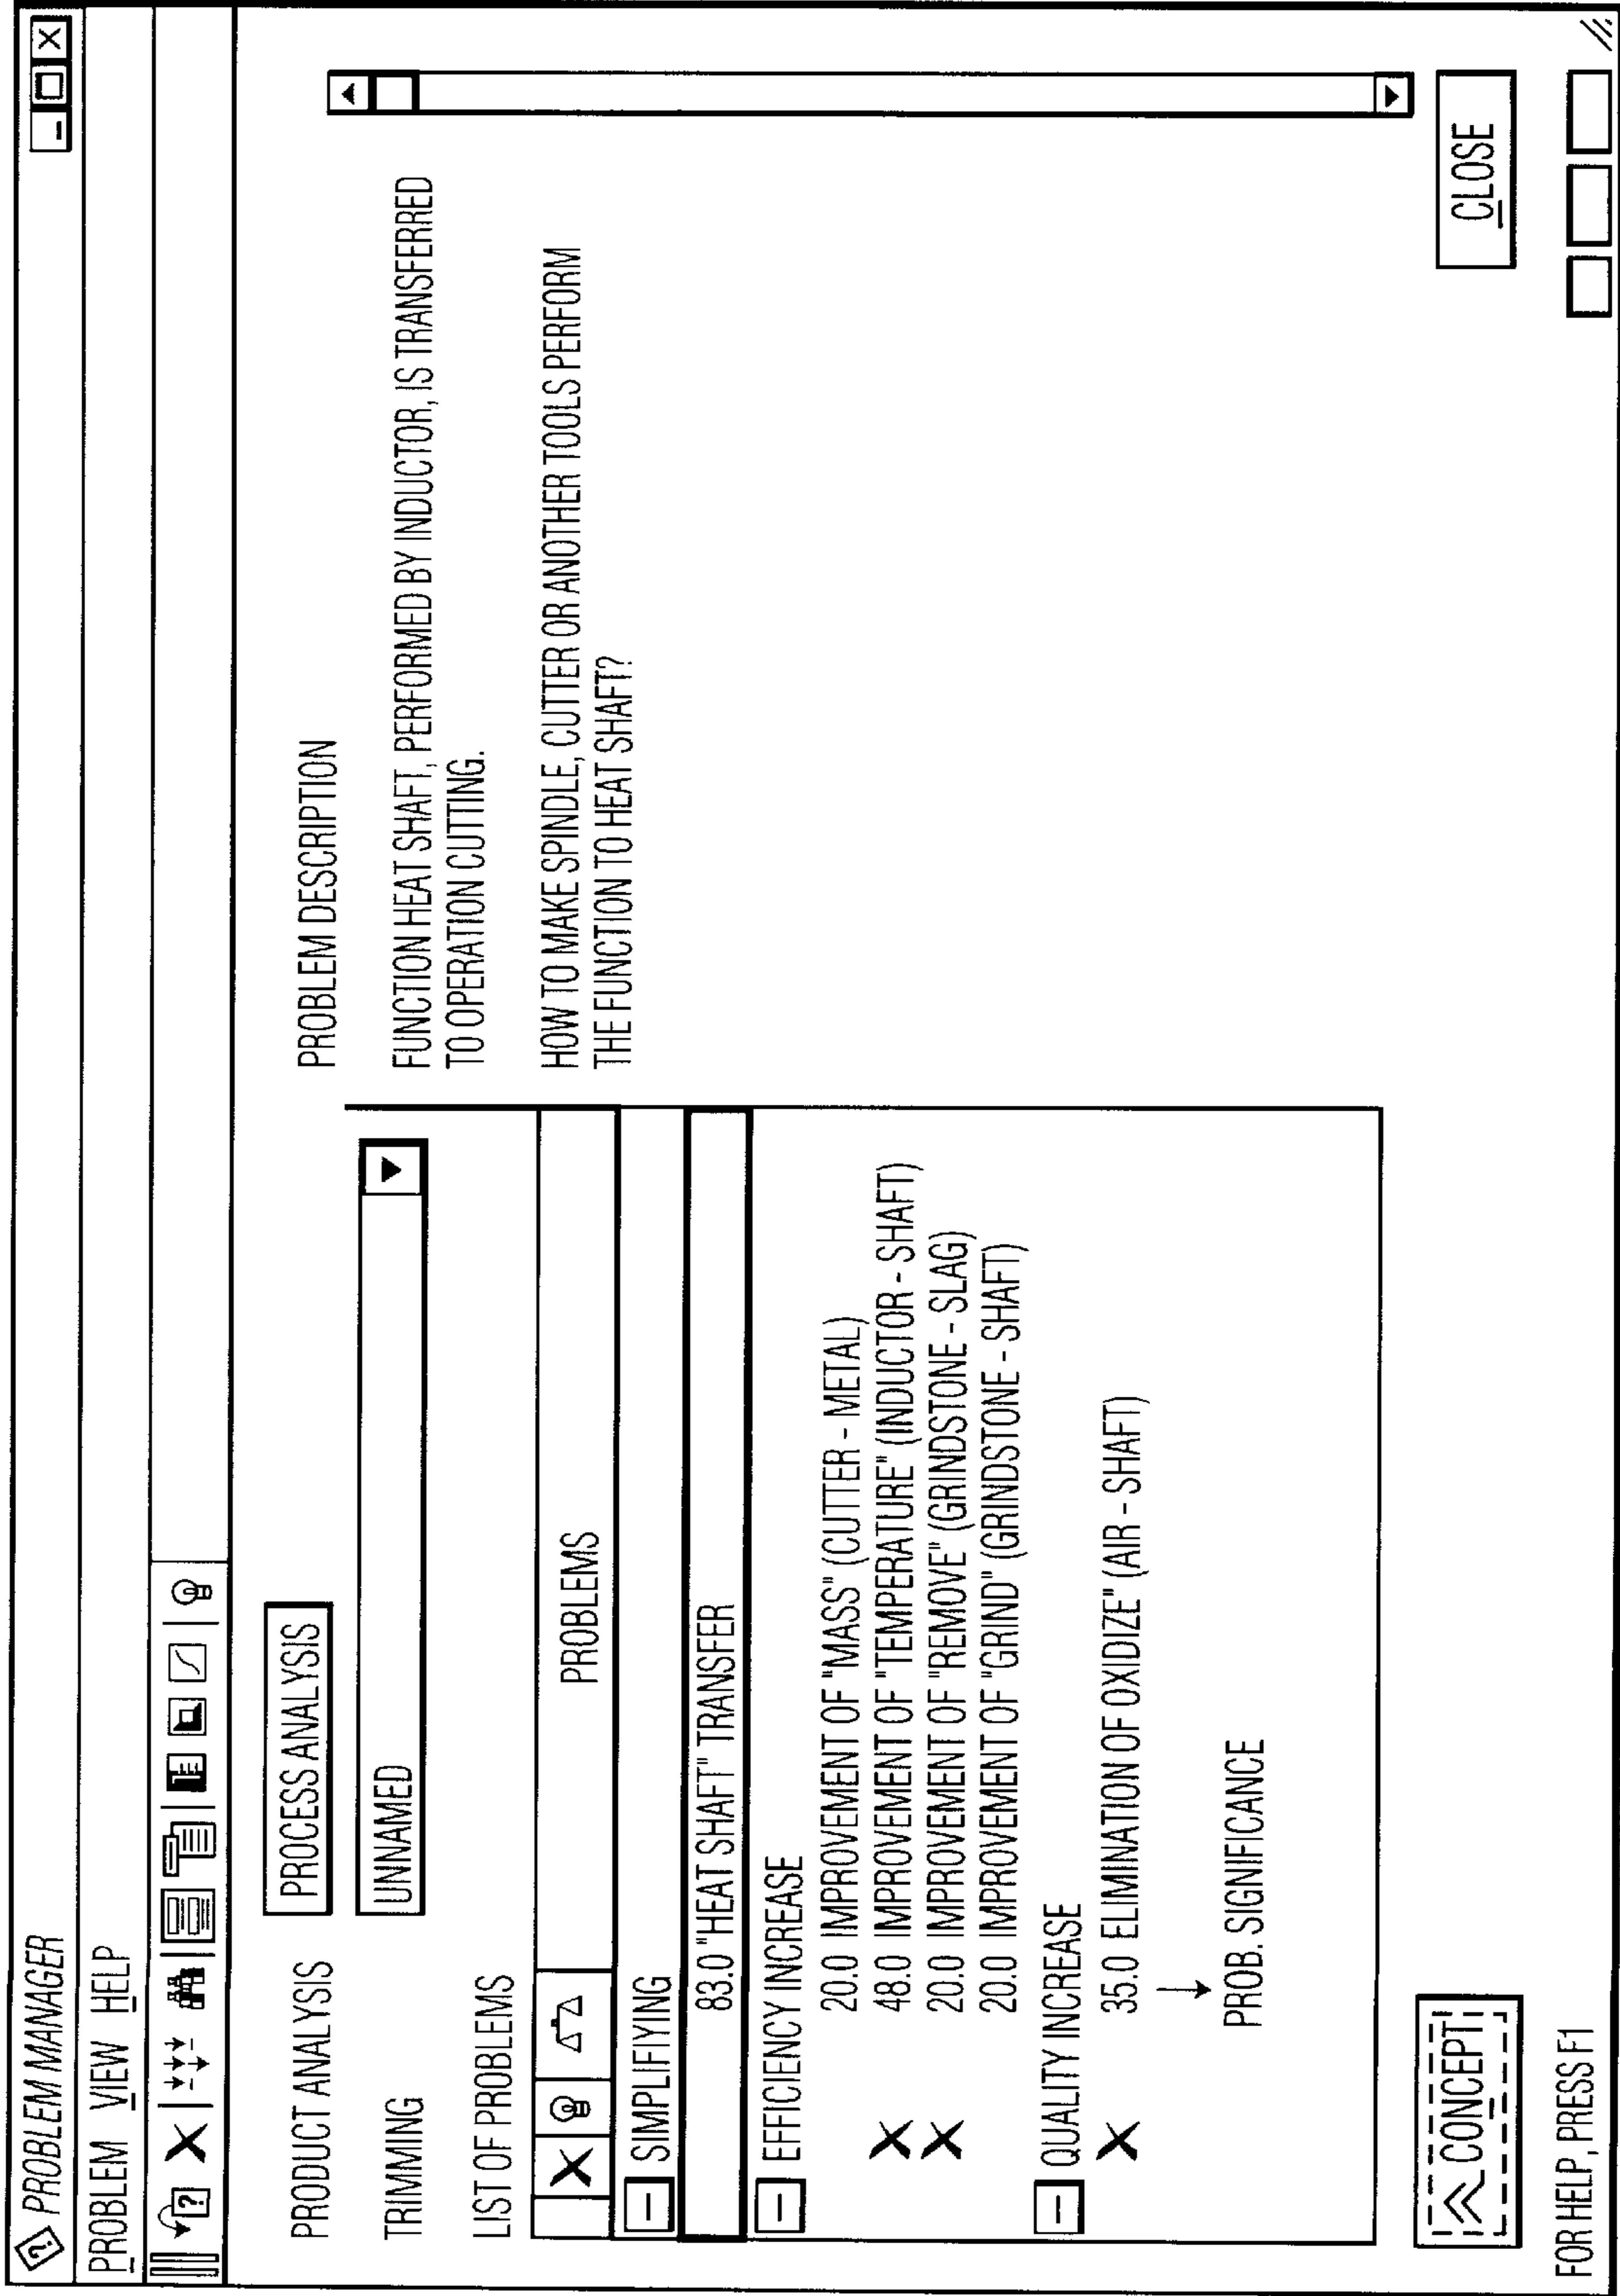 PROBLEM MANAGER
PROBLEM VIEW HELP
PRODUCT ANALYSIS
PROCESS ANALYSIS
TRIMMING
UNNAMED
LIST OF PROBLEMS
PROBLEMS
SIMPLIFIYING
83.0 "HEAT SHAFT" TRANSFER
EFFICIENCY INCREASE
20.0 IMPROVEMENT OF "MASS" (CUTTER - METAL)
48.0 IMPROVEMENT OF "TEMPERATURE" (INDUCTOR - SHAFT)
20.0 IMPROVEMENT OF "REMOVE" (GRINDSTONE - SLAG)
20.0 IMPROVEMENT OF "GRIND" (GRINDSTONE - SHAFT)
QUALITY INCREASE
35.0 ELIMINATION OF OXIDIZE" (AIR - SHAFT)
PROB. SIGNIFICANCE
PROBLEM DESCRIPTION
FUNCTION HEAT SHAFT, PERFORMED BY INDUCTOR, IS TRANSFERRED
TO OPERATION CUTTING.
HOW TO MAKE SPINDLE, CUTTER OR ANOTHER TOOLS PERFORM
THE FUNCTION TO HEAT SHAFT?
CONCEPT
CLOSE
FOR HELP, PRESS F1